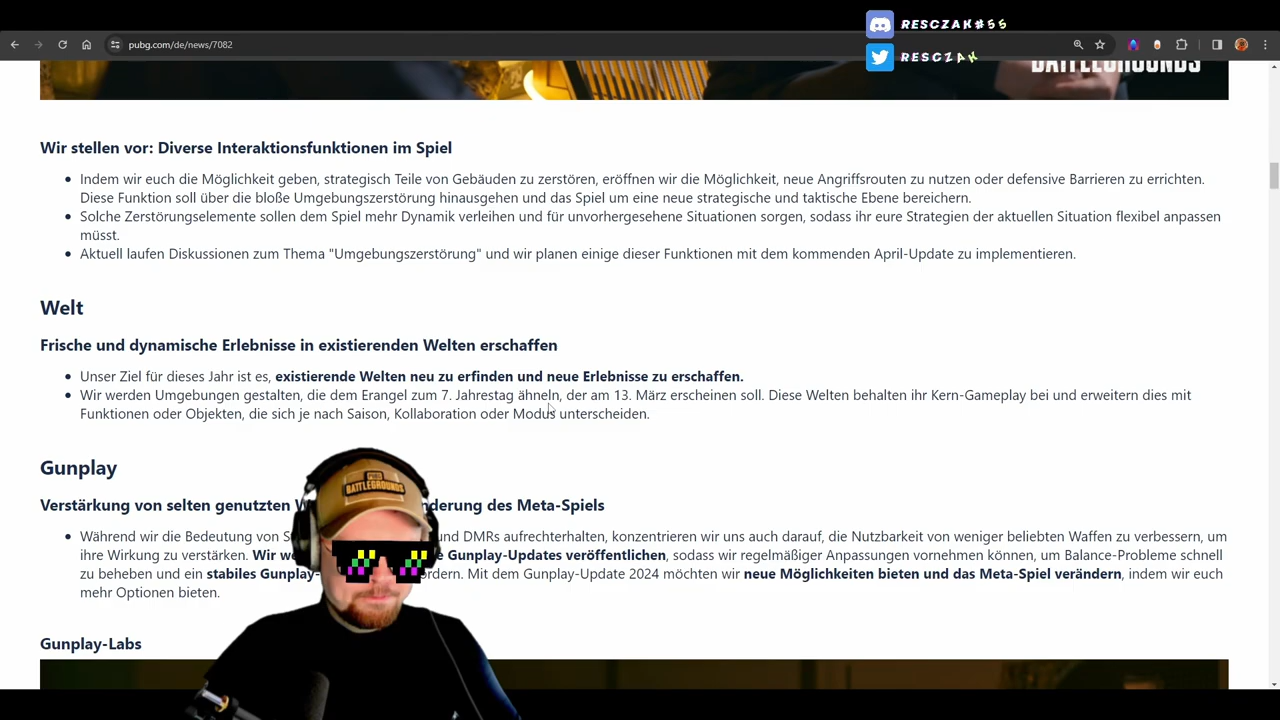 RESCZAK#55
pubg.com/de/news/7082
RESCZAK
BATTLEGROUNDS
Wir stellen vor: Diverse Interaktionsfunktionen im Spiel
Indem wir euch die Möglichkeit geben, strategisch Teile von Gebäuden zu zerstören, eröffnen wir die Möglichkeit, neue Angriffsrouten zu nutzen oder defensive Barrieren zu errichten.
Diese Funktion soll über die bloße Umgebungszerstörung hinausgehen und das Spiel um eine neue strategische und taktische Ebene bereichern.
Solche Zerstörungselemente sollen dem Spiel mehr Dynamik verleihen und für unvorhergesehene Situationen sorgen, sodass ihr eure Strategien der aktuellen Situation flexibel anpassen
müsst.
Aktuell laufen Diskussionen zum Thema "Umgebungszerstörung" und wir planen einige dieser Funktionen mit dem kommenden April-Update zu implementieren.
Welt
Frische und dynamische Erlebnisse in existierenden Welten erschaffen
Unser Ziel für dieses Jahr ist es, existierende Welten neu zu erfinden und neue Erlebnisse zu erschaffen.
Wir werden Umgebungen gestalten, die dem Erangel zum 7. Jahrestag ähneln, der am 13. März erscheinen soll. Diese Welten behalten ihr Kern-Gameplay bei und erweitern dies mit
Funktionen oder Objekten, die sich je nach Saison, Kollaboration oder Modus unterscheiden.
Gunplay
Verstärkung von selten genutzten nderung des Meta-Spiels
BATTLEGROUNDS
Während wir die Bedeutung von und DMRs aufrechterhalten, konzentrieren wir uns auch darauf, die Nutzbarkeit von weniger beliebten Waffen zu verbessern, um
ihre Wirkung zu verstärken. Wir Gunplay-Updates veröffentlichen, sodass wir regelmäßiger Anpassungen vornehmen können, um Balance-Probleme schnell
zu beheben und ein stabiles Gunplay- ördern. Mit dem Gunplay-Update 2024 möchten wir neue Möglichkeiten bieten und das Meta-Spiel verändern, indem wir euch
mehr Optionen bieten.
Gunplay-Labs